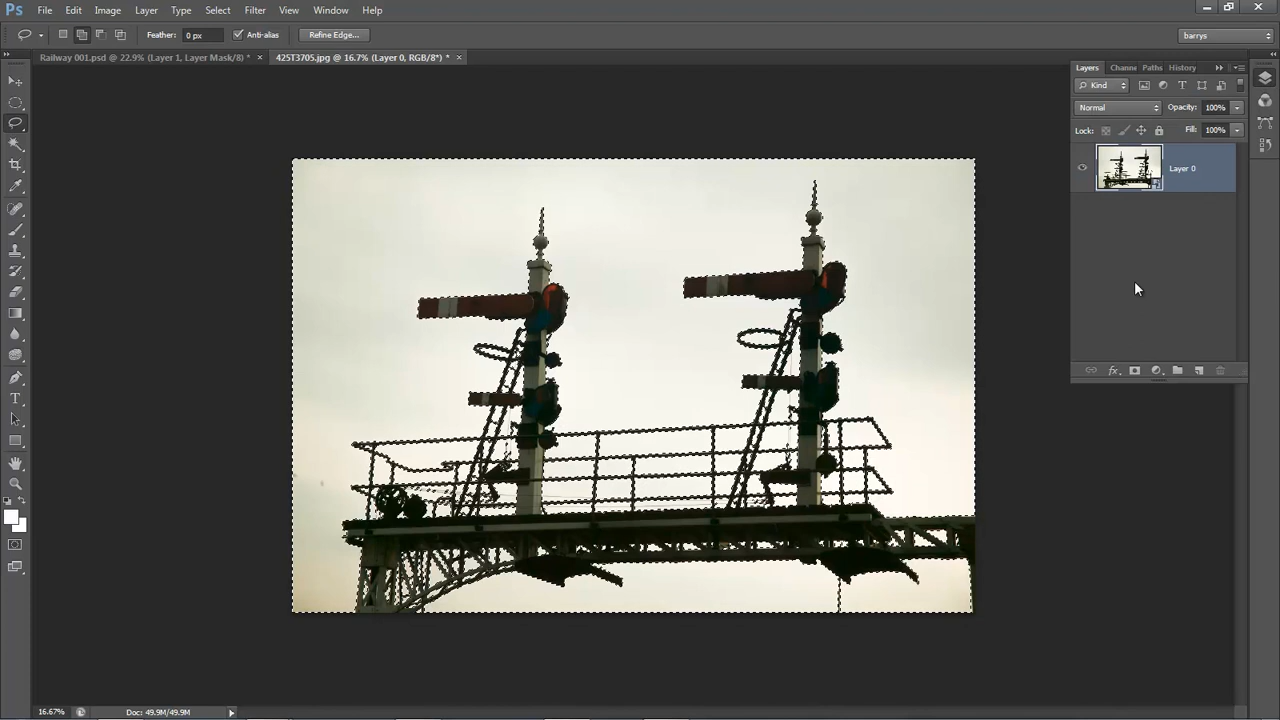 Ps File Edit Image Layer Type Select Filter View Window Help
Feather: 0 px Anti-alias Refine Edge... barrys
Railway 001.psd @ 22.9% (Layer 1, Layer Mask/8) * × 425T3705.jpg @ 16.7% (Layer 0, RGB/8*) * ×
Layers Channe Paths History
Kind
Normal Opacity: 100%
Lock: Fill: 100%
Layer 0
fx
T
16.67% Doc: 49.9M/49.9M